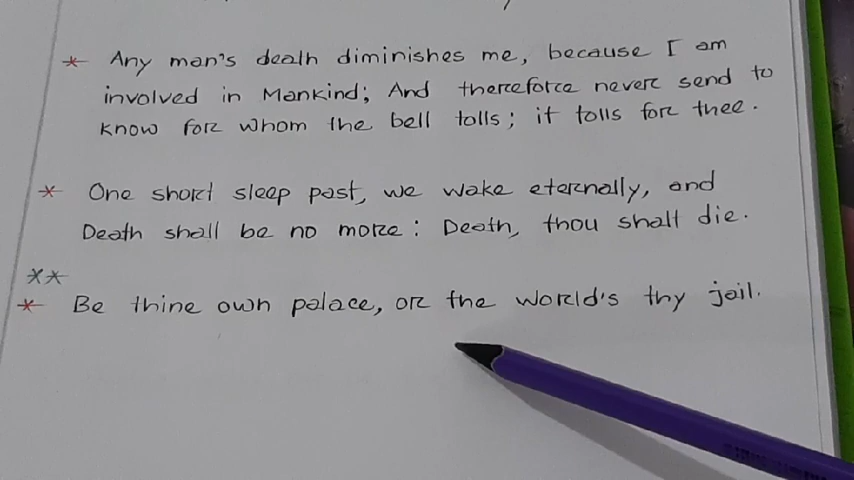 * Any man's death diminishes me, because I am
involved in Mankind; And therefore never send to
know for whom the bell tolls; it tolls for thee.
* One short sleep past, we wake eternally, and
Death shall be no more: Death, thou shalt die.
**
* Be thine own palace, or the world's thy jail.